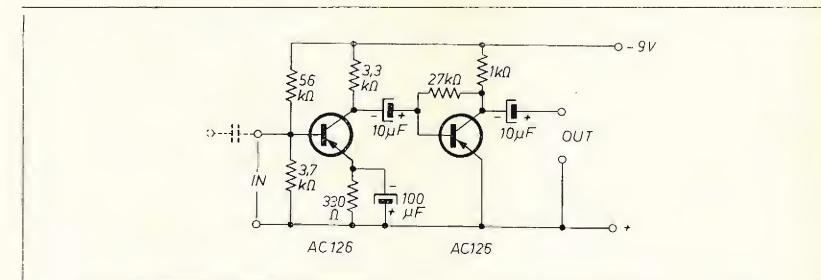 - 9V
56
kΩ
3,3
kΩ
27kΩ
1kΩ
- +
10µF
- +
10µF
OUT
IN
3,7
kΩ
330
Ω
-
100
+ µF
+
AC126
AC126